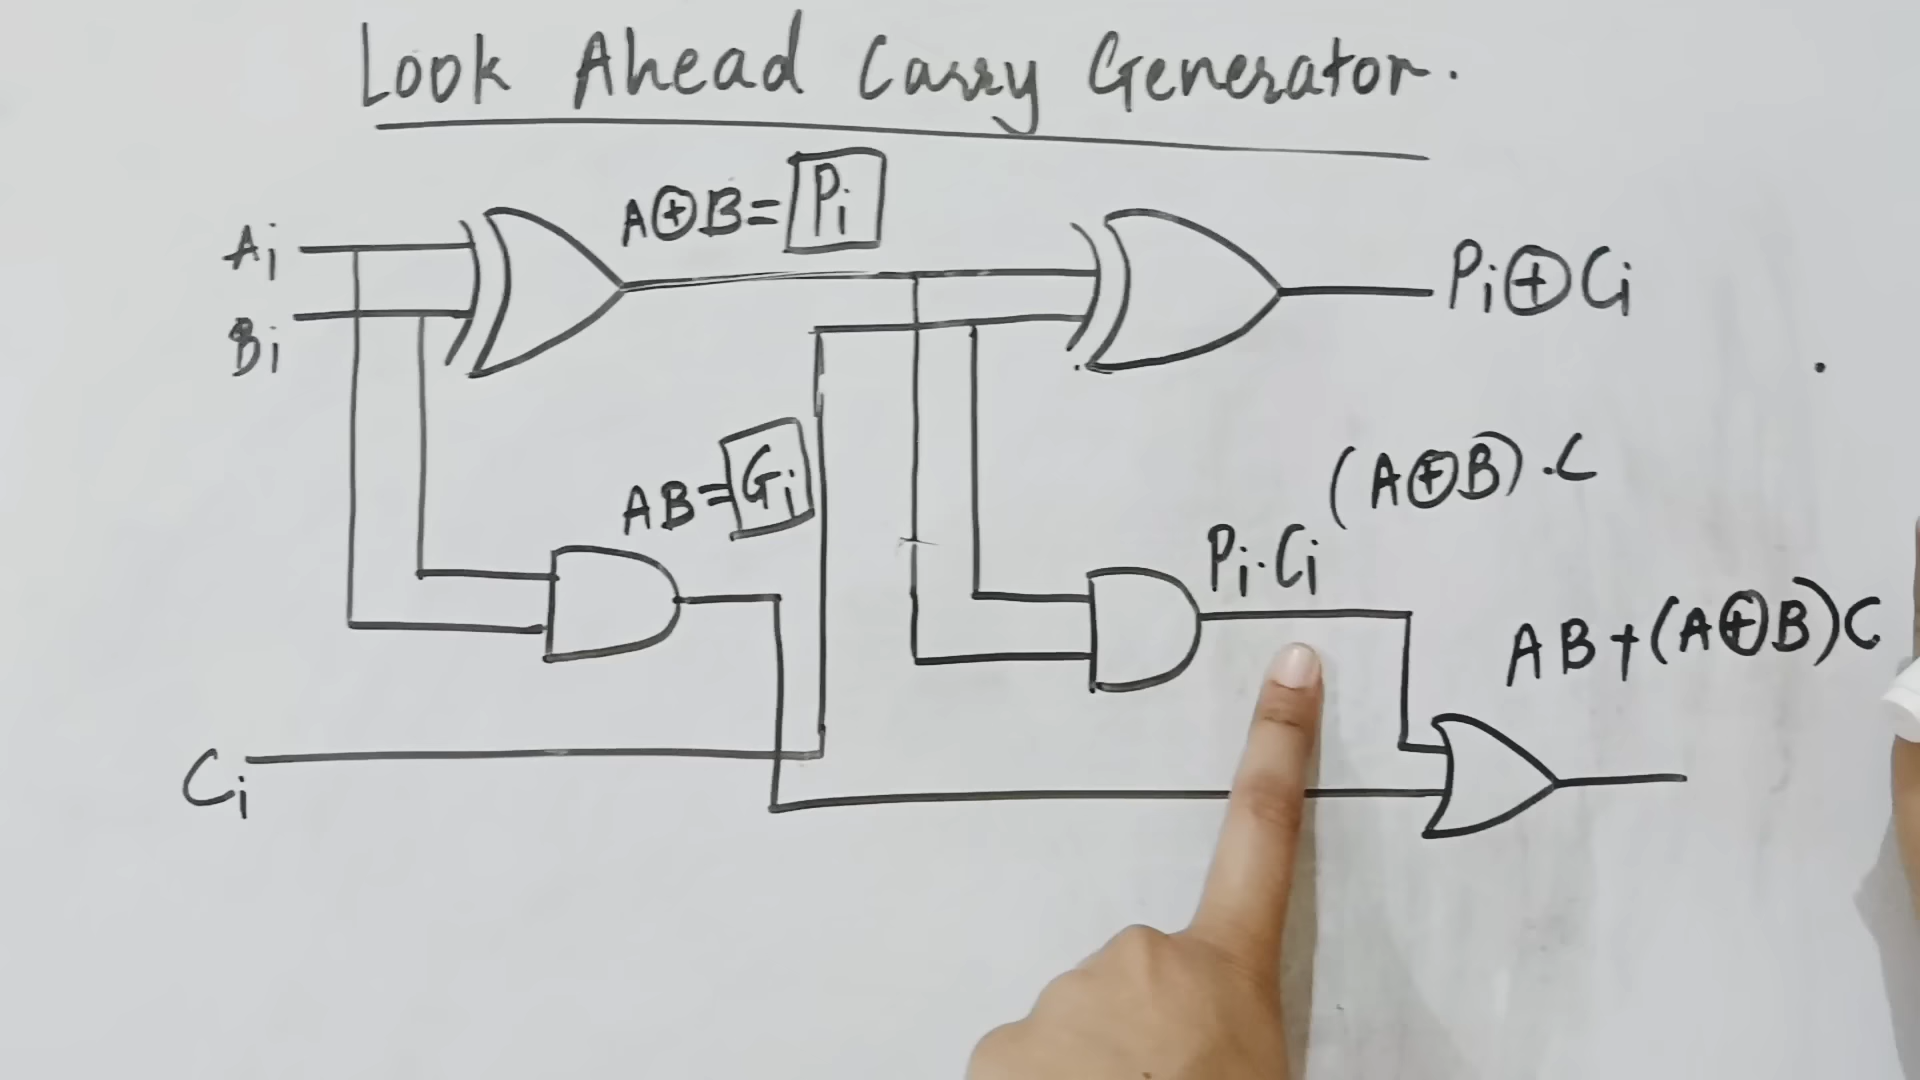 Look Ahead Carry Generator.
A⊕B = Pi
Ai
Bi
Pi⊕Ci
AB = Gi
(A⊕B).C
Pi.Ci
AB+(A⊕B)C
Ci